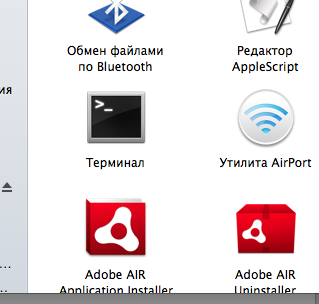 Обмен файлами
по Bluetooth
Редактор
AppleScript
ия
>_
Терминал
Утилита AirPort
Adobe AIR
Application Installer
Adobe AIR
Uninstaller